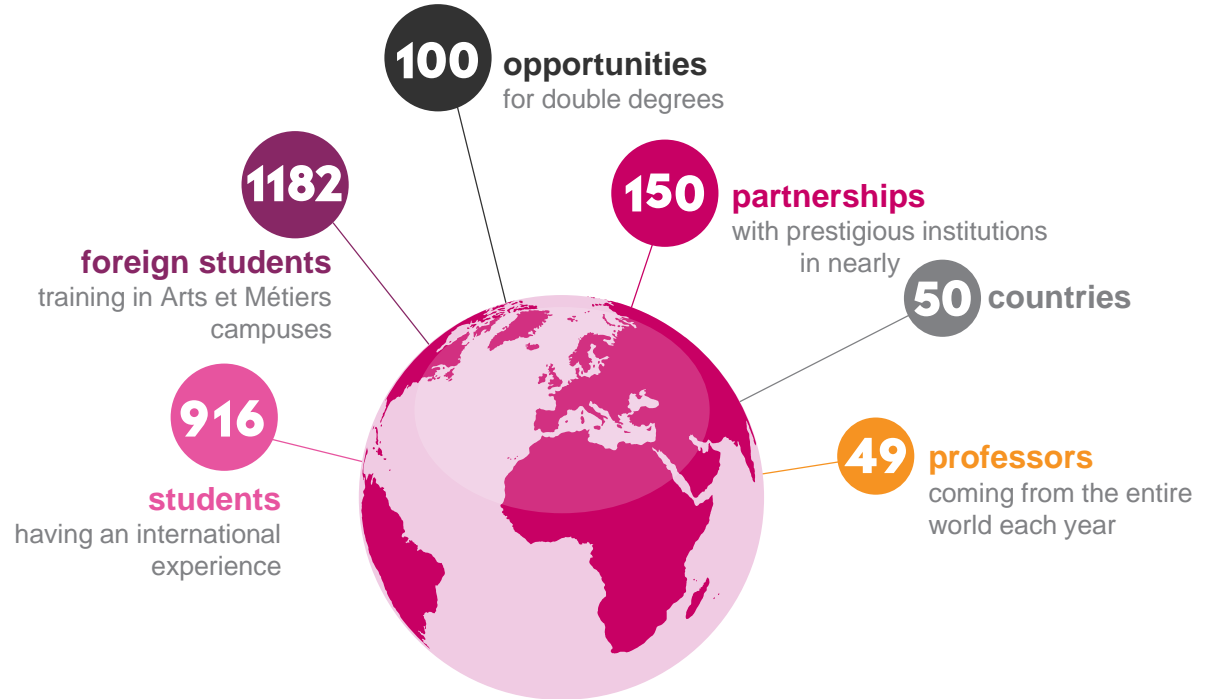 100 opportunities
for double degrees
1182
foreign students
training in Arts et Métiers
campuses
150 partnerships
with prestigious institutions
in nearly
50 countries
916
students
having an international
experience
49 professors
coming from the entire
world each year